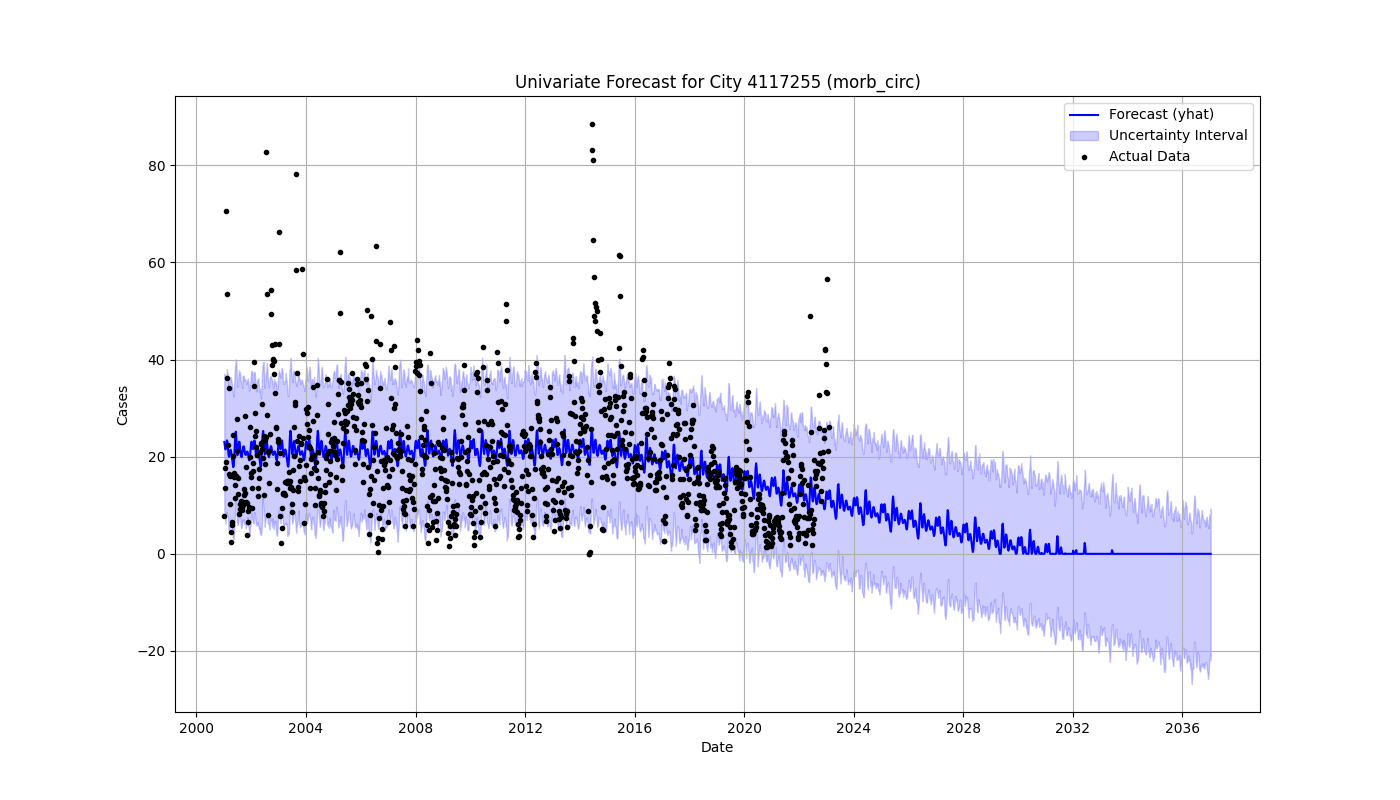 Univariate Forecast for City 4117255 (morb_circ)
Forecast (yhat)
Uncertainty Interval
Actual Data
Cases
80
60
40
20
0
−20
2000 2004 2008 2012 2016 2020 2024 2028 2032 2036
Date